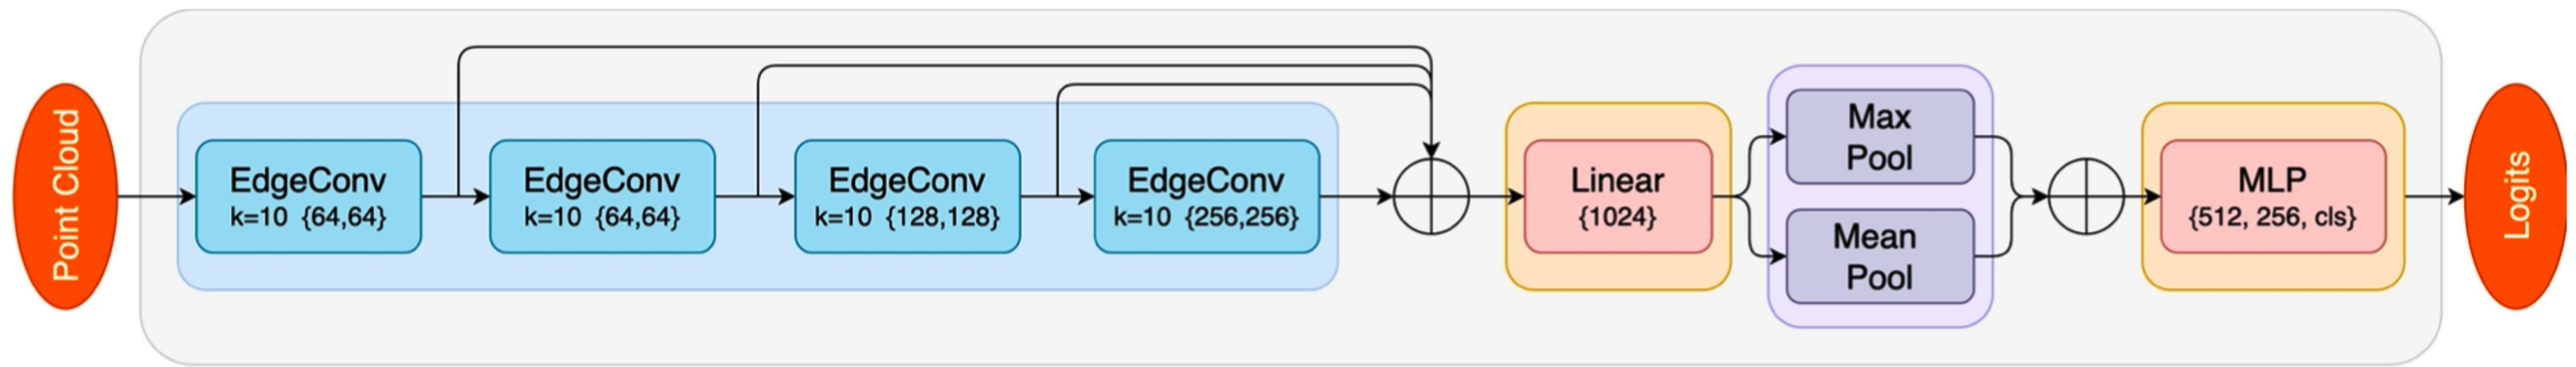 Point Cloud
EdgeConv
k=10 {64,64}
EdgeConv
k=10 {64,64}
EdgeConv
k=10 {128,128}
EdgeConv
k=10 {256,256}
Linear
{1024}
Max
Pool
Mean
Pool
MLP
{512, 256, cls}
Logits